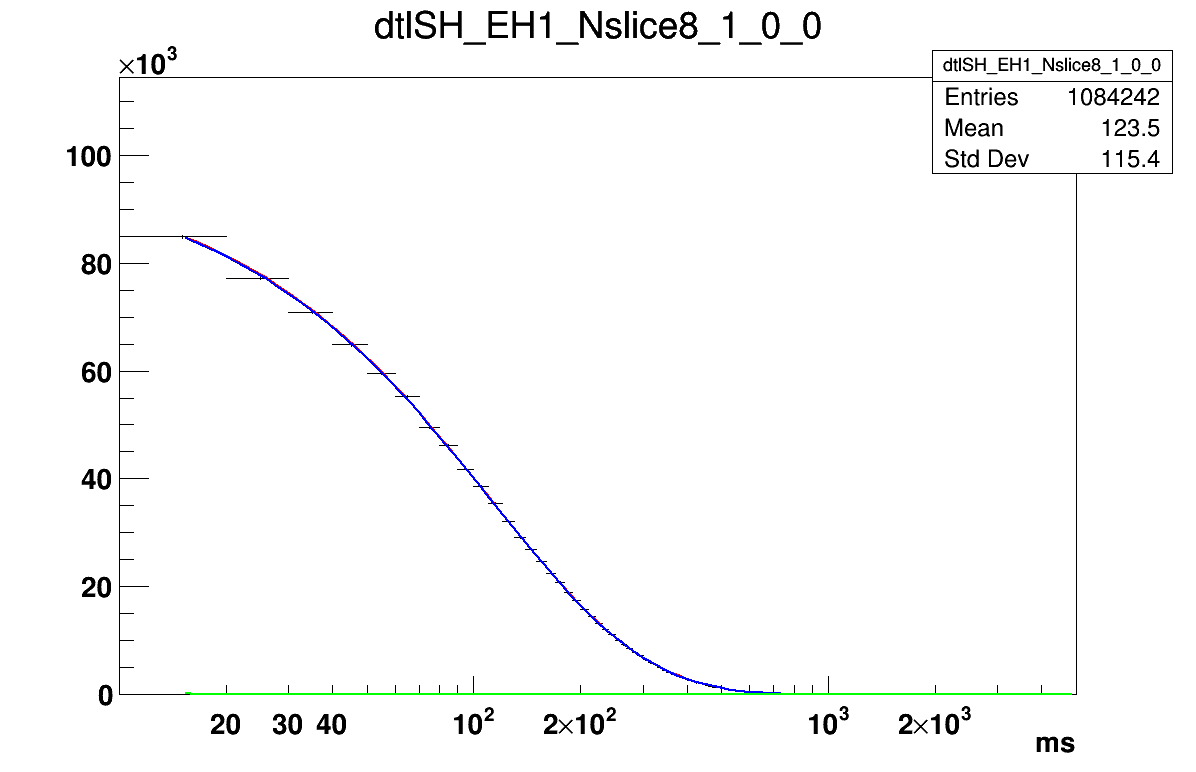 dtlSH_EH1_Nslice8_1_0_0
×10³
dtlSH_EH1_Nslice8_1_0_0
Entries 1084242
Mean 123.5
Std Dev 115.4
100
80
60
40
20
0
20 30 40 10² 2×10² 10³ 2×10³
ms